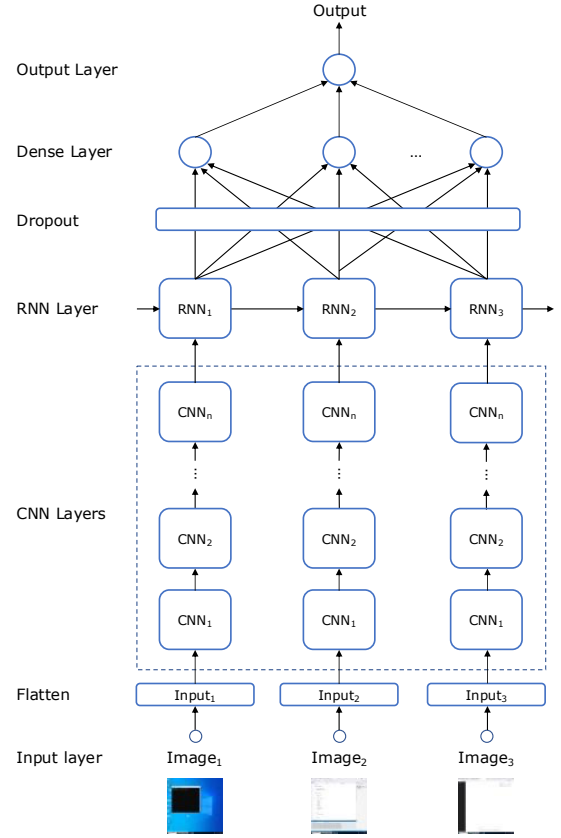 Output
Output Layer
Dense Layer
...
Dropout
RNN Layer
RNN₁ RNN₂ RNN₃
CNNₙ CNNₙ CNNₙ
... ... ...
CNN Layers
CNN₂ CNN₂ CNN₂
CNN₁ CNN₁ CNN₁
Flatten
Input₁ Input₂ Input₃
Input layer
Image₁ Image₂ Image₃